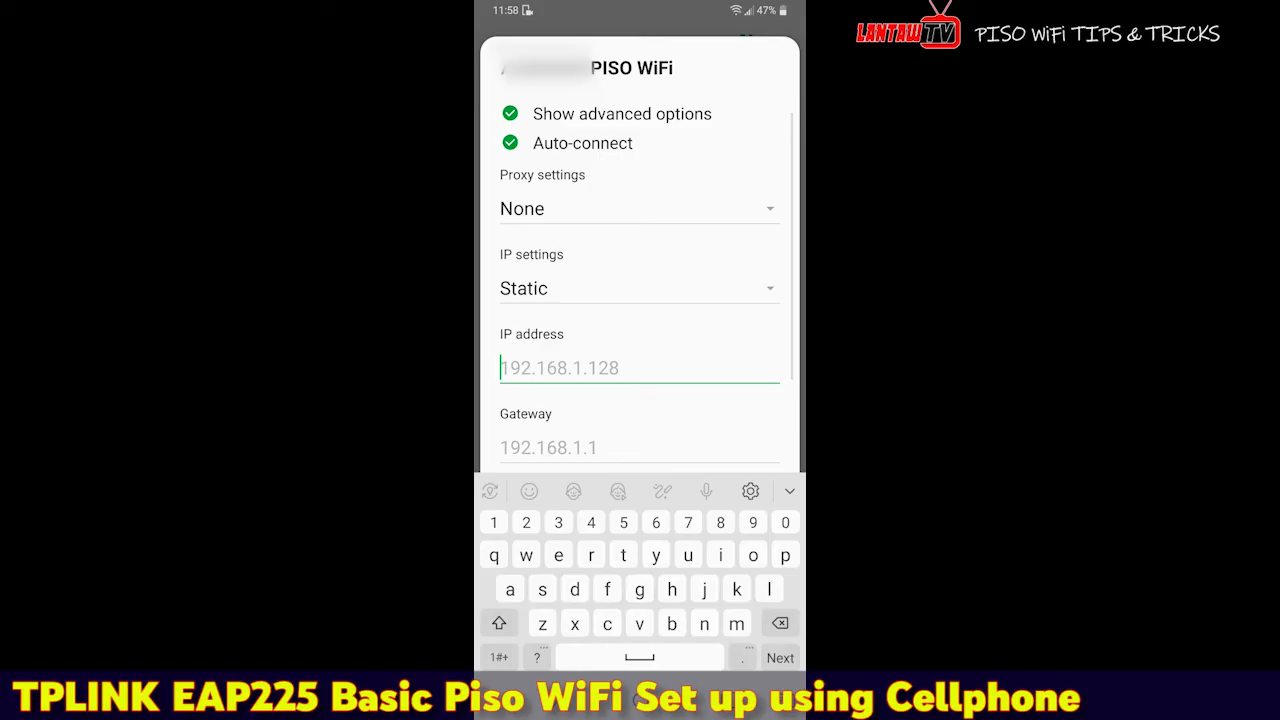 11:58
47%
LANTAW TV
PISO WiFi TIPS & TRICKS
PISO WiFi
Show advanced options
Auto-connect
Proxy settings
None
IP settings
Static
IP address
192.168.1.128
Gateway
192.168.1.1
1 2 3 4 5 6 7 8 9 0
q w e r t y u i o p
a s d f g h j k l
z x c v b n m
1#+ ? . Next
TPLINK EAP225 Basic Piso WiFi Set up using Cellphone